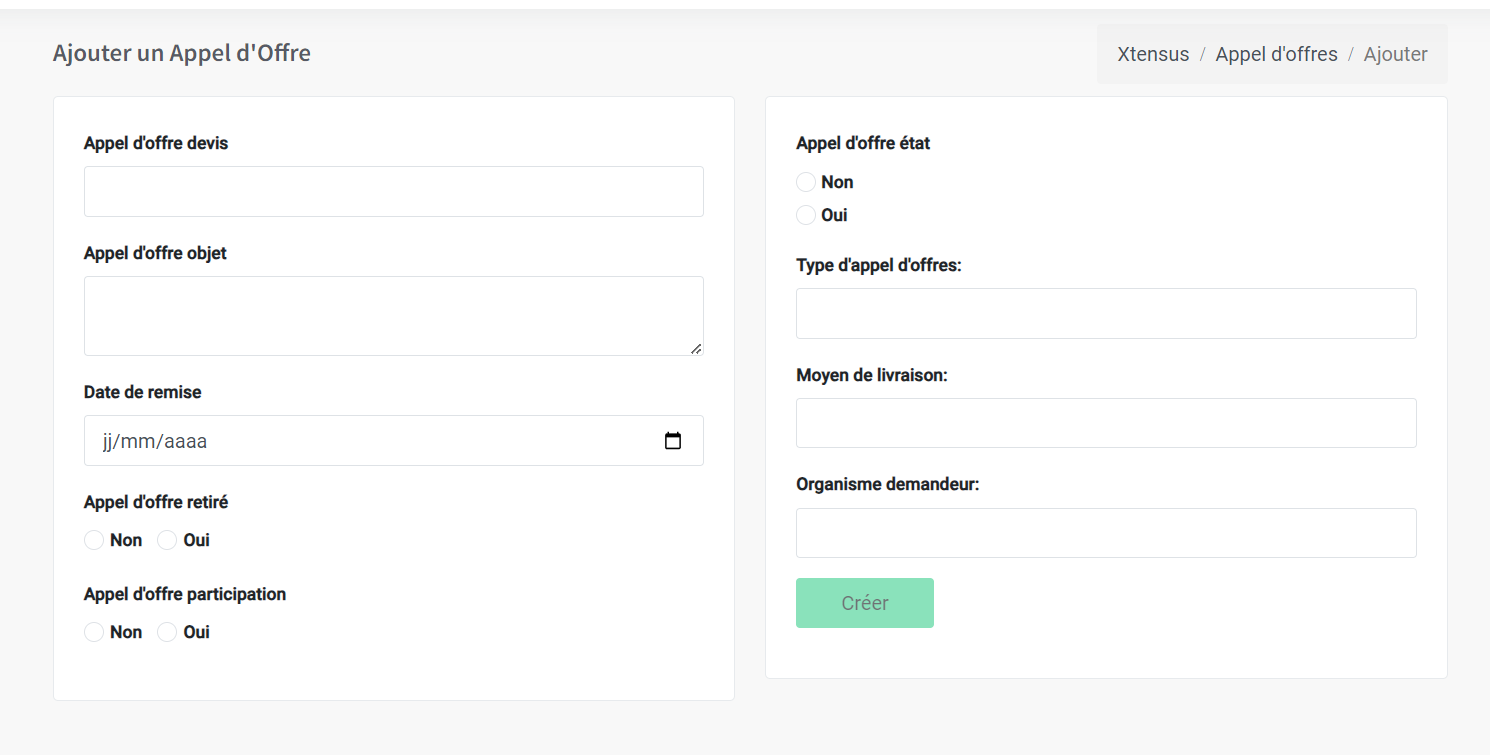 Ajouter un Appel d'Offre
Xtensus / Appel d'offres / Ajouter
Appel d'offre devis
Appel d'offre objet
Date de remise
jj/mm/aaaa
Appel d'offre retiré
Non Oui
Appel d'offre participation
Non Oui
Appel d'offre état
Non
Oui
Type d'appel d'offres:
Moyen de livraison:
Organisme demandeur:
Créer